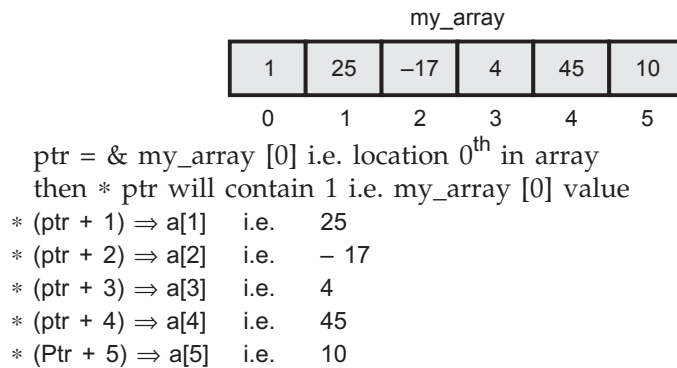 my_array
1 25 –17 4 45 10
0 1 2 3 4 5
ptr = & my_array [0] i.e. location 0th in array
then * ptr will contain 1 i.e. my_array [0] value
* (ptr + 1) ⇒ a[1] i.e. 25
* (ptr + 2) ⇒ a[2] i.e. – 17
* (ptr + 3) ⇒ a[3] i.e. 4
* (ptr + 4) ⇒ a[4] i.e. 45
* (Ptr + 5) ⇒ a[5] i.e. 10